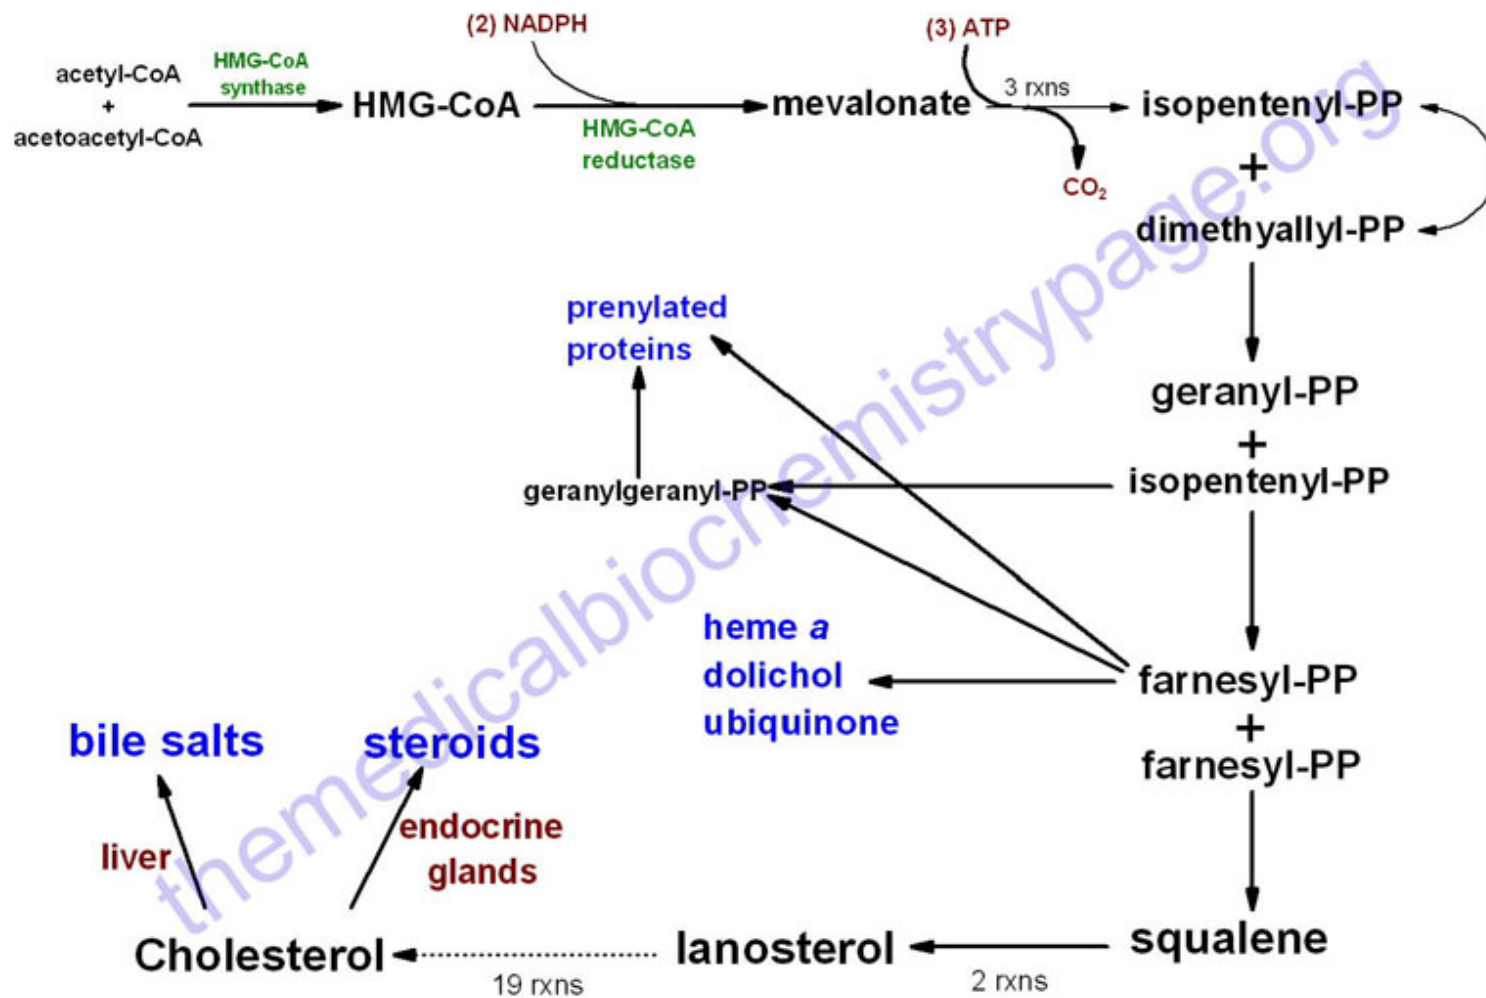 (2) NADPH
(3) ATP
acetyl-CoA
+
acetoacetyl-CoA
HMG-CoA
synthase
HMG-CoA
HMG-CoA
reductase
mevalonate
3 rxns
CO₂
isopentenyl-PP
+
dimethyallyl-PP
prenylated
proteins
geranyl-PP
+
isopentenyl-PP
geranylgeranyl-PP
heme a
dolichol
ubiquinone
farnesyl-PP
+
farnesyl-PP
bile salts
steroids
liver
endocrine
glands
Cholesterol
19 rxns
lanosterol
2 rxns
squalene
themedicalbiochemistrypage.org